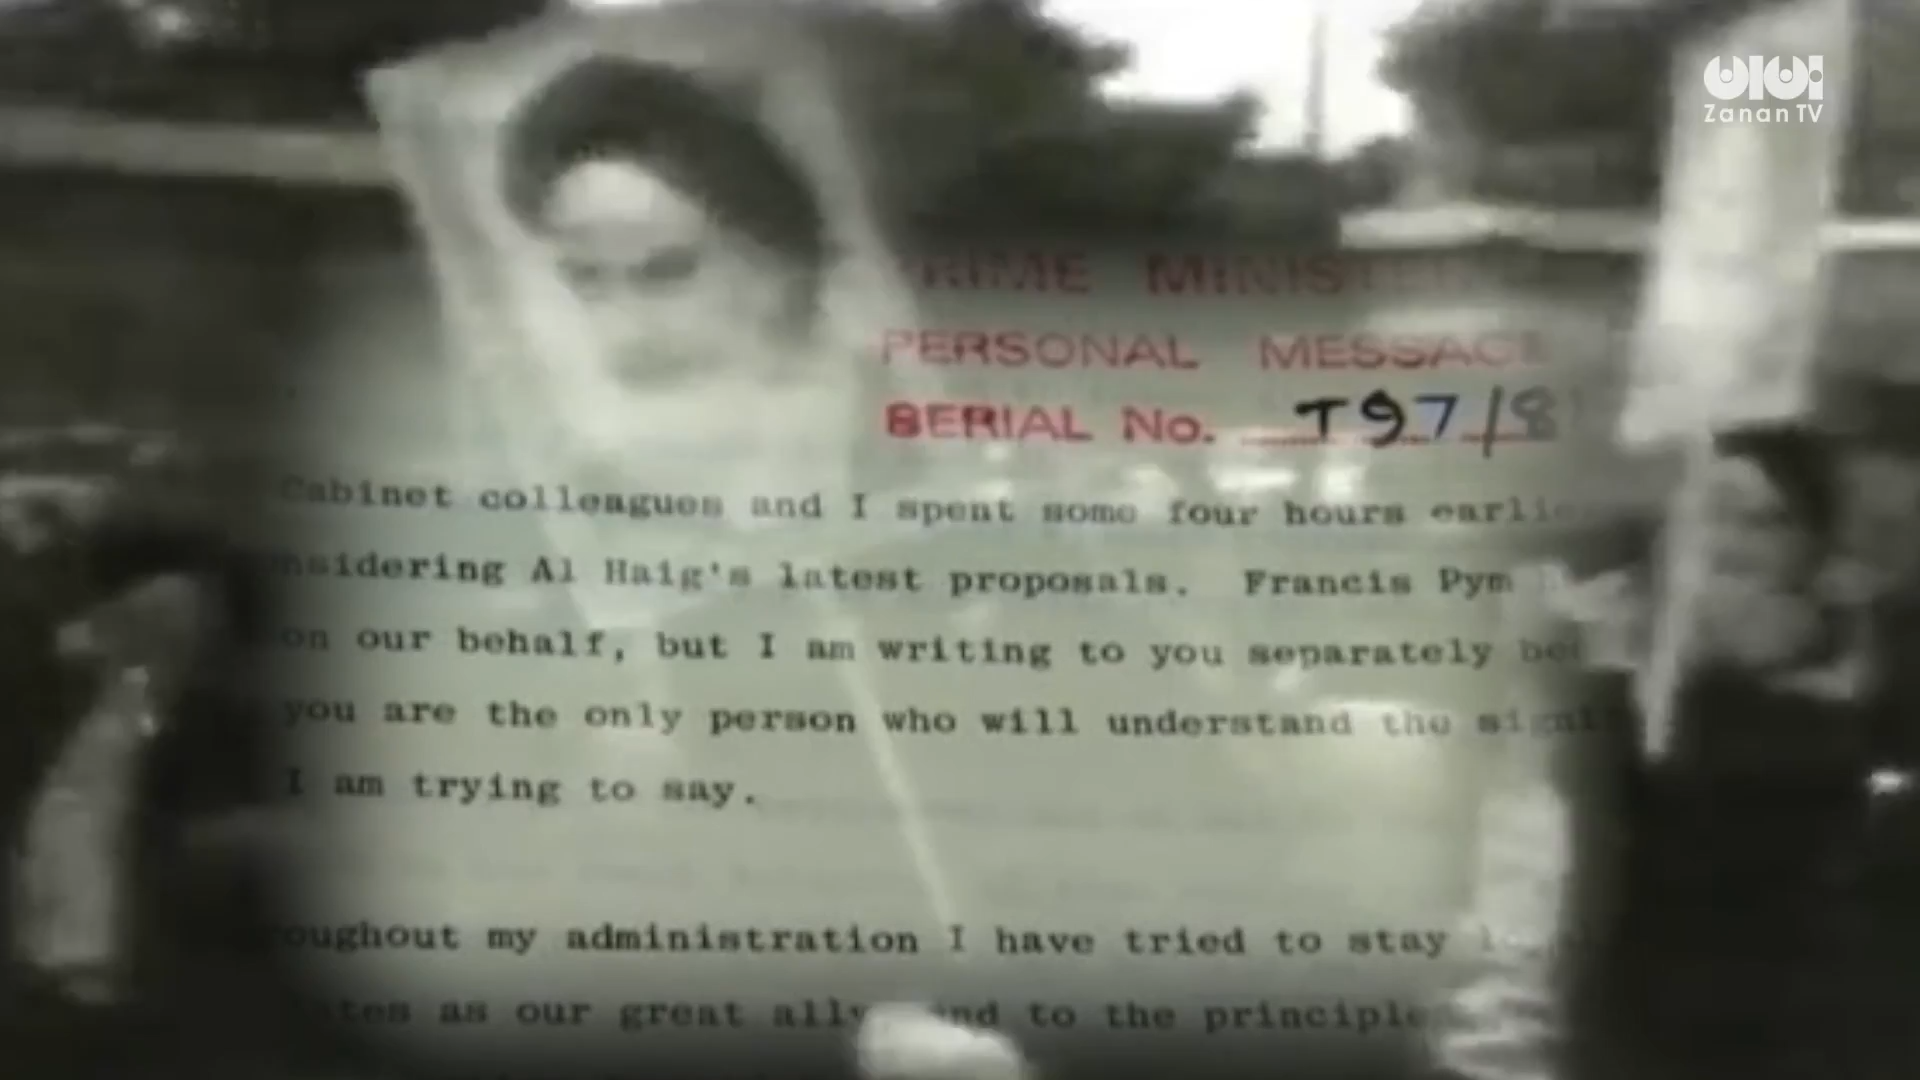 Zanan TV
PRIME MINISTER
PERSONAL MESSAGE
SERIAL No. T97/8
Cabinet colleagues and I spent some four hours
considering Al Haig's latest proposals. Francis Pym
on our behalf, but I am writing to you separately
you are the only person who will understand the
I am trying to say.
my administration I have tried to stay
as our great ally and to the